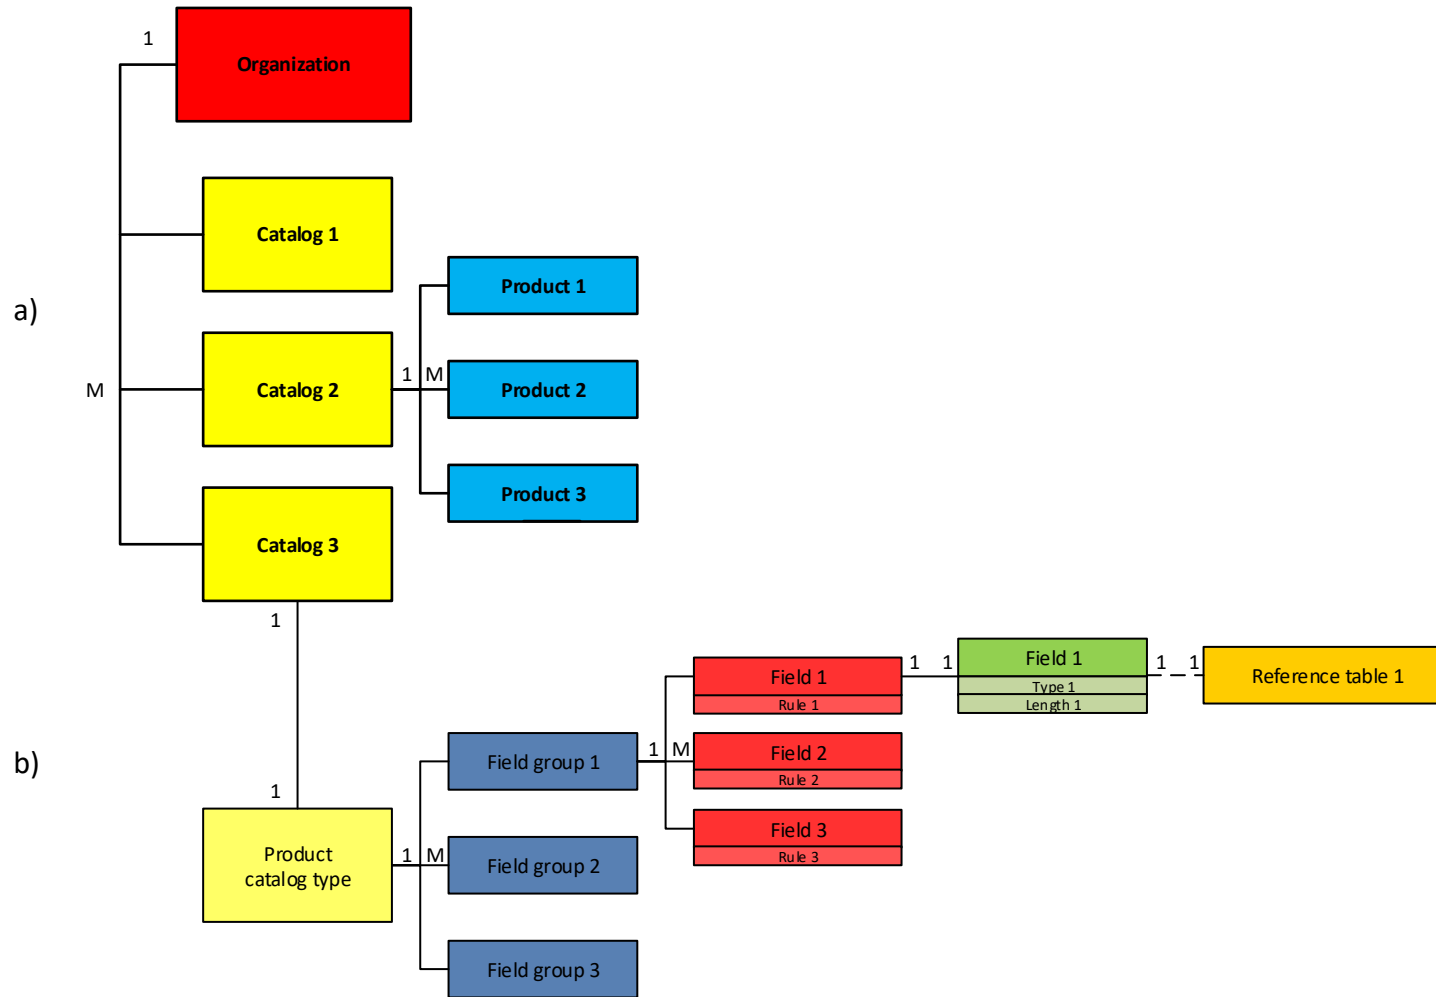 1
Organization
Catalog 1
Product 1
a)
Catalog 2
1
M
Product 2
M
Product 3
Catalog 3
1
Field 1
Rule 1
1
1
Field 1
Type 1
Length 1
1
1
Reference table 1
b)
Field group 1
1
M
Field 2
Rule 2
1
Field 3
Rule 3
Product
catalog type
1
M
Field group 2
Field group 3